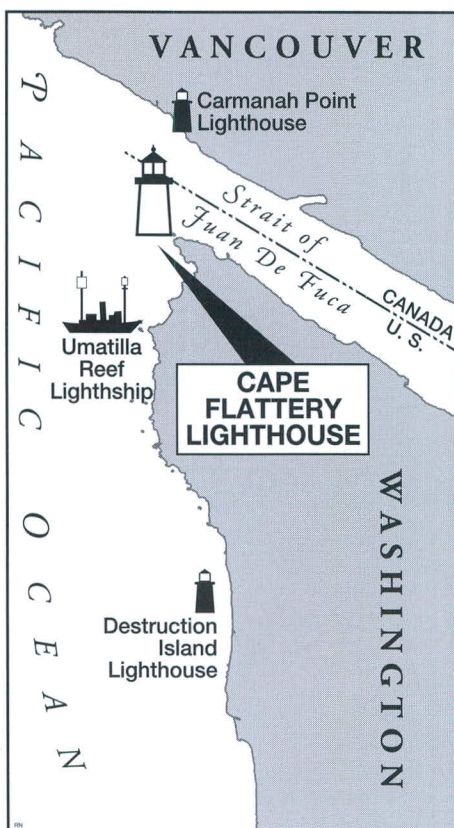 VANCOUVER
PACIFIC OCEAN
Carmanah Point
Lighthouse
Strait of
Juan De Fuca
CANADA
U. S.
Umatilla
Reef
Lighthship
CAPE
FLATTERY
LIGHTHOUSE
WASHINGTON
Destruction
Island
Lighthouse
RN